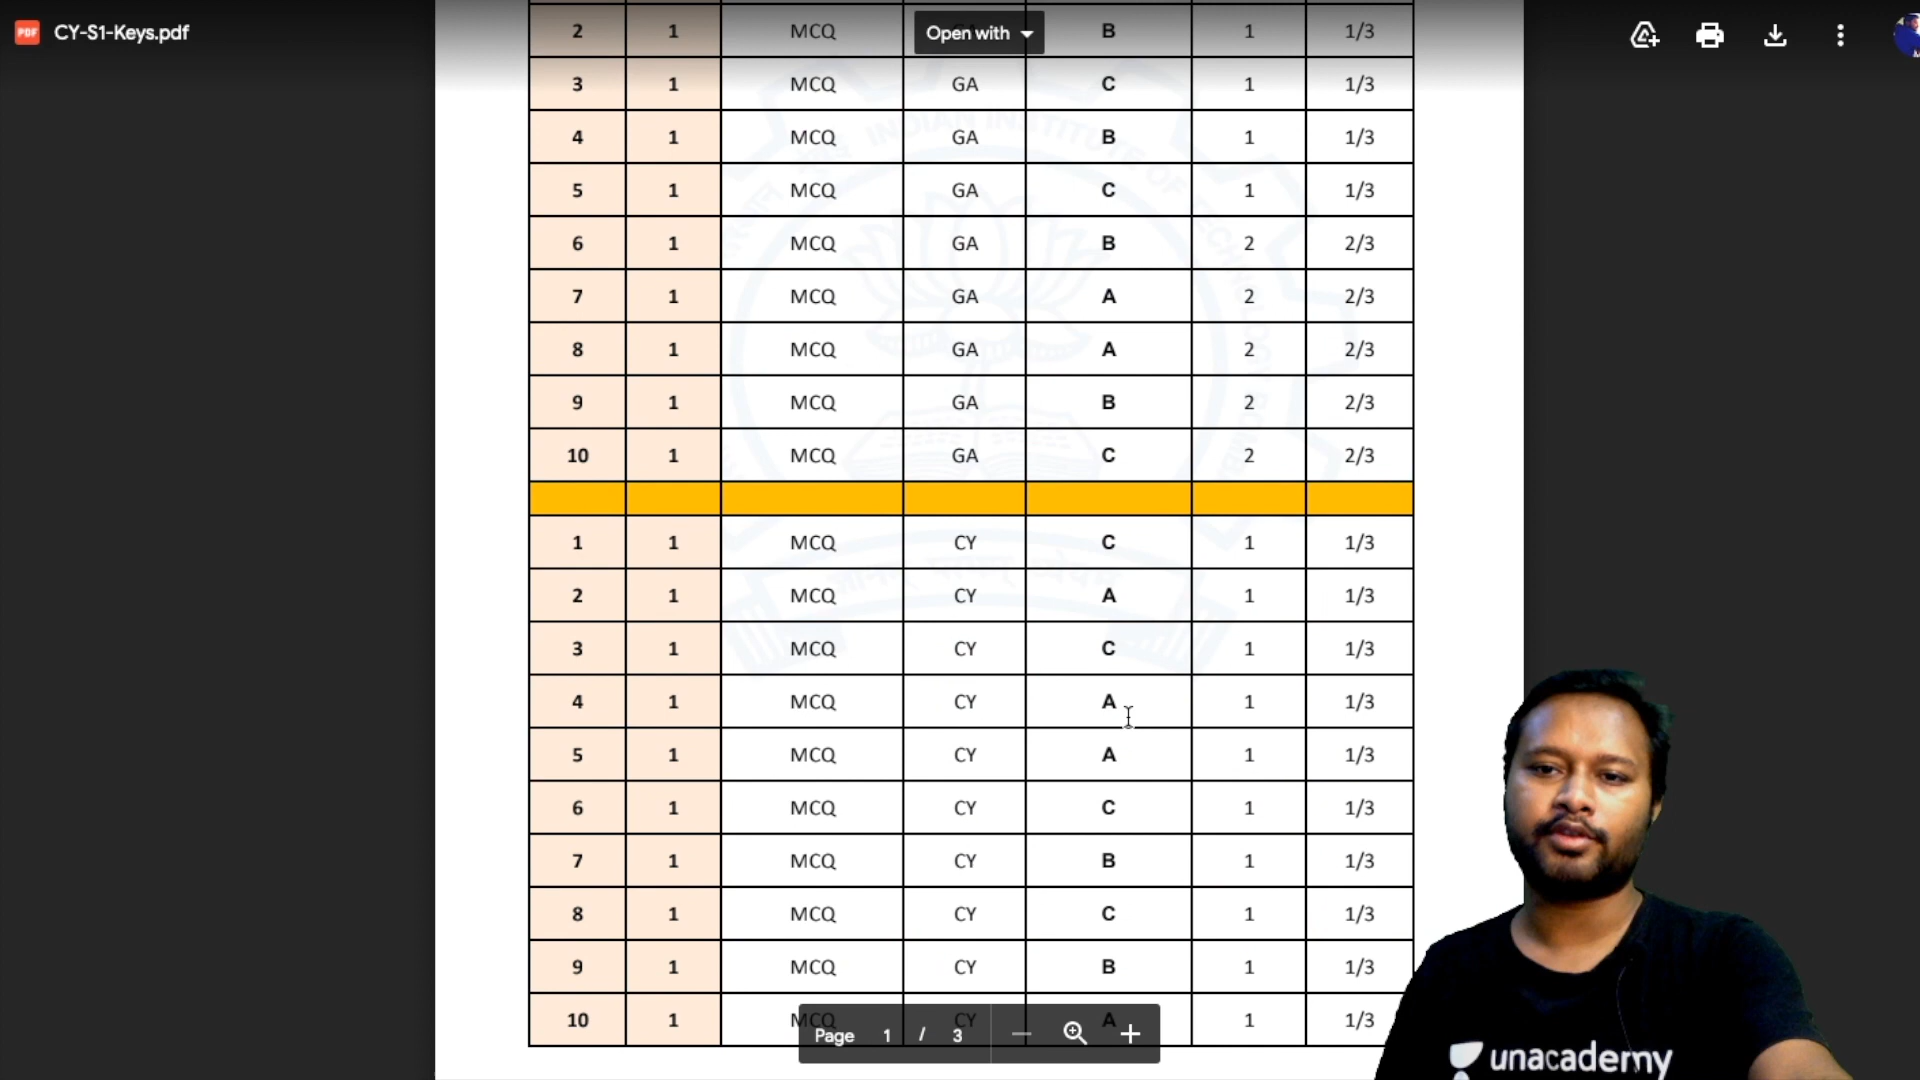 CY-S1-Keys.pdf
Open with
2 1 MCQ GA B 1 1/3
3 1 MCQ GA C 1 1/3
4 1 MCQ GA B 1 1/3
5 1 MCQ GA C 1 1/3
6 1 MCQ GA B 2 2/3
7 1 MCQ GA A 2 2/3
8 1 MCQ GA A 2 2/3
9 1 MCQ GA B 2 2/3
10 1 MCQ GA C 2 2/3
1 1 MCQ CY C 1 1/3
2 1 MCQ CY A 1 1/3
3 1 MCQ CY C 1 1/3
4 1 MCQ CY A 1 1/3
5 1 MCQ CY A 1 1/3
6 1 MCQ CY C 1 1/3
7 1 MCQ CY B 1 1/3
8 1 MCQ CY C 1 1/3
9 1 MCQ CY B 1 1/3
10 1 MCQ CY A 1 1/3
Page 1 / 3
unacademy
INDIAN INSTITUTE OF TECHNOLOGY